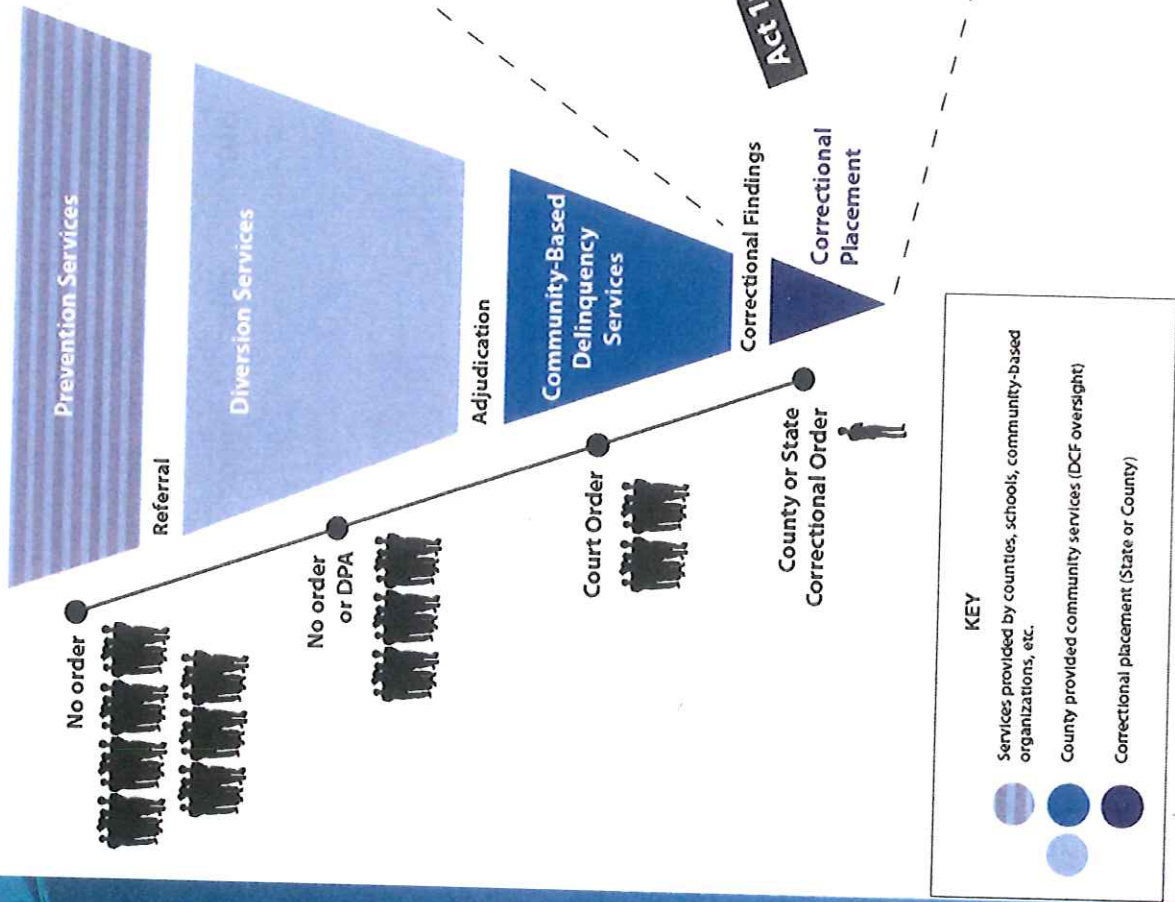 Prevention Services
Referral
No order
Diversion Services
No order
or DPA
Adjudication
Community-Based
Delinquency
Services
Court Order
Correctional Findings
Correctional
Placement
County or State
Correctional Order
Act
KEY
Services provided by counties, schools, community-based
organizations, etc.
County provided community services (DCF oversight)
Correctional placement (State or County)